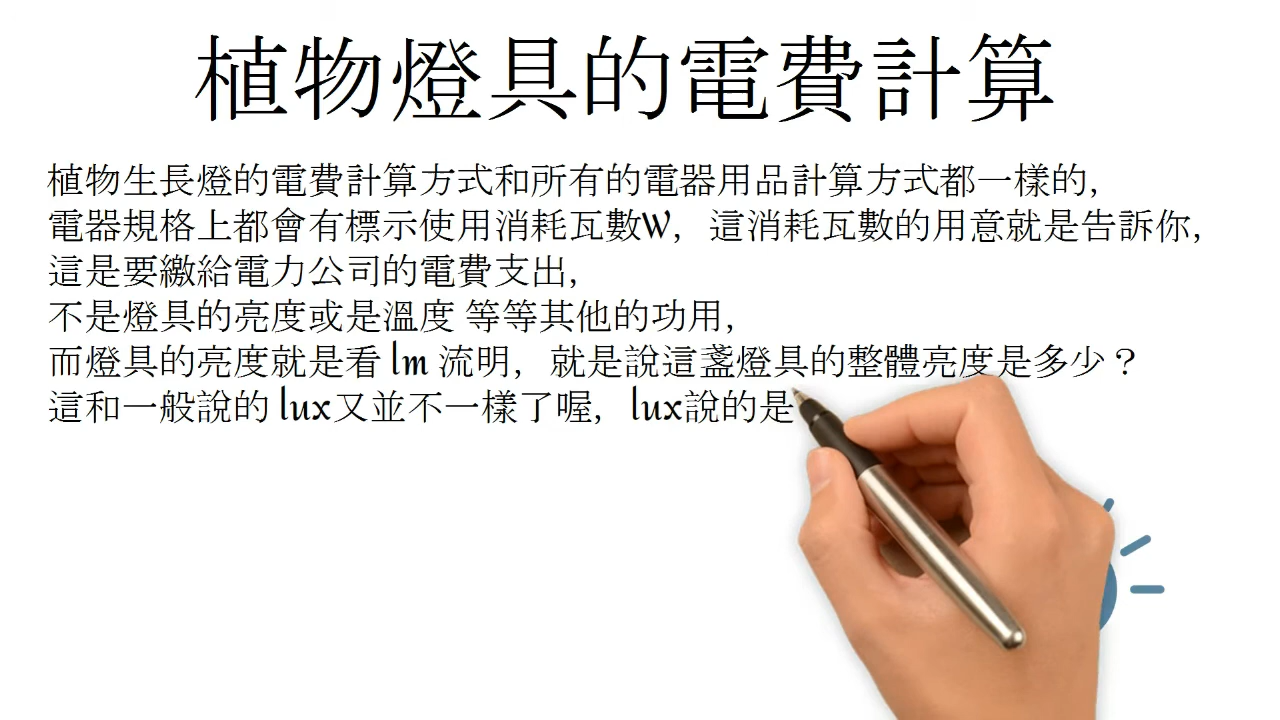 植物燈具的電費計算
植物生長燈的電費計算方式和所有的電器用品計算方式都一樣的，
電器規格上都會有標示使用消耗瓦數W，這消耗瓦數的用意就是告訴你，
這是要繳給電力公司的電費支出，
不是燈具的亮度或是溫度 等等其他的功用，
而燈具的亮度就是看 lm 流明，就是說這盞燈具的整體亮度是多少？
這和一般說的 lux又並不一樣了喔，lux說的是